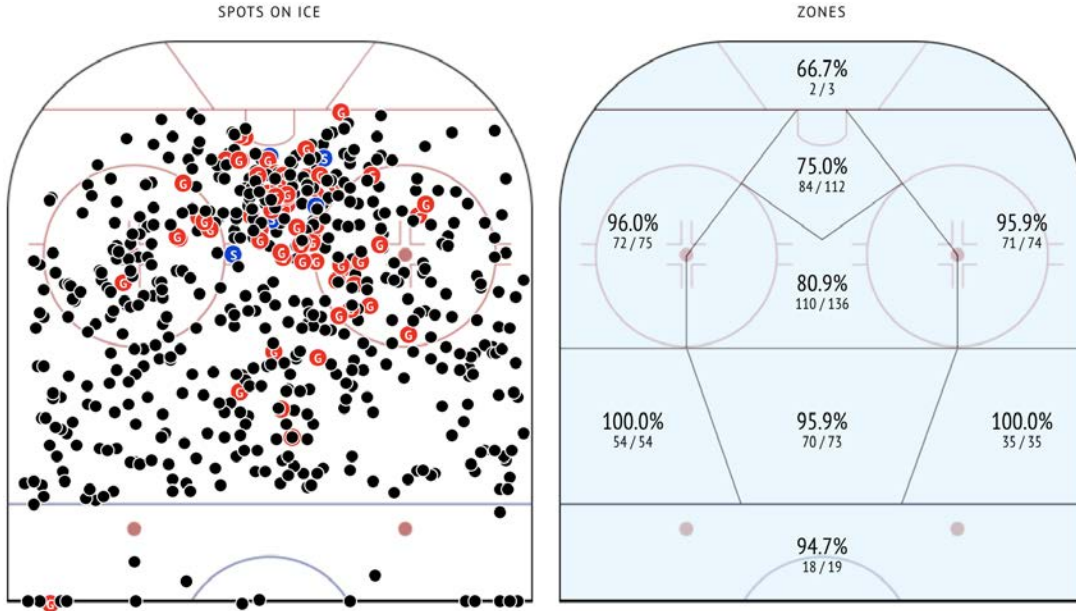 SPOTS ON ICE
ZONES
66.7%
2 / 3
75.0%
84 / 112
96.0%
72 / 75
95.9%
71 / 74
80.9%
110 / 136
100.0%
54 / 54
95.9%
70 / 73
100.0%
35 / 35
94.7%
18 / 19
G
G
G
S
G
G
G
G
G
S
G
G
G
G
G
G
G
G
G
G
G
G
G
G